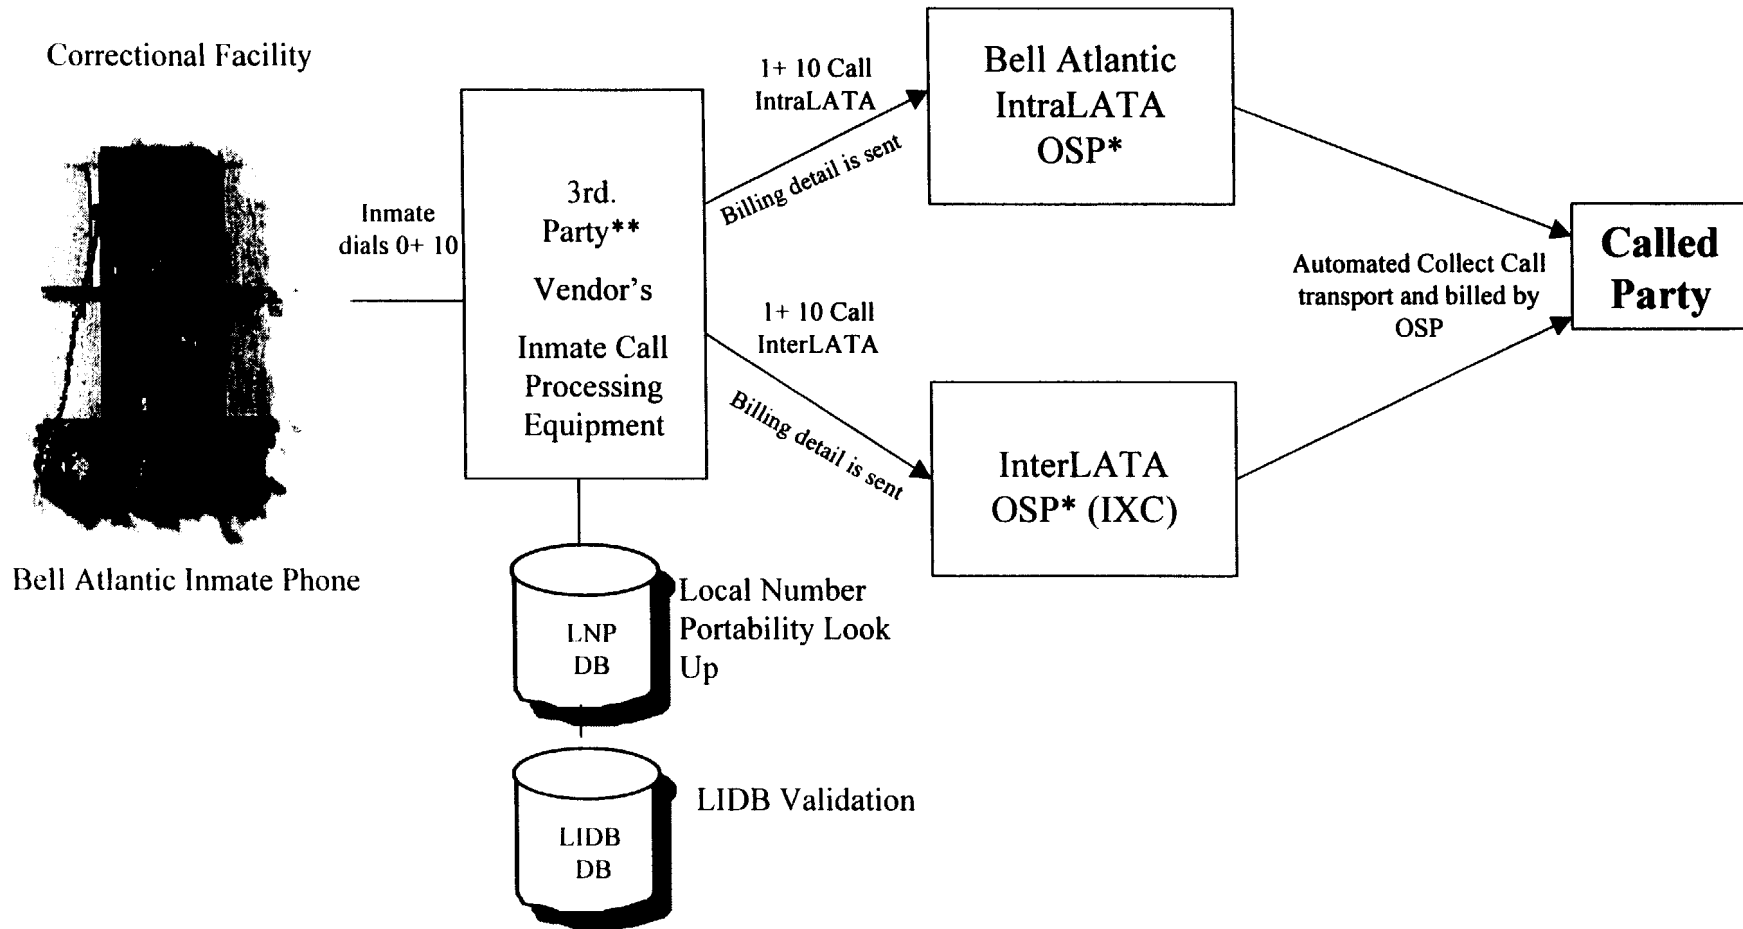 Correctional Facility
Bell Atlantic Inmate Phone
Inmate
dials 0+ 10
3rd.
Party**
Vendor's
Inmate Call
Processing
Equipment
1+ 10 Call
IntraLATA
Billing detail is sent
1+ 10 Call
InterLATA
Billing detail is sent
Bell Atlantic
IntraLATA
OSP*
InterLATA
OSP* (IXC)
Automated Collect Call
transport and billed by
OSP
Called
Party
LNP
DB
Local Number
Portability Look
Up
LIDB
DB
LIDB Validation